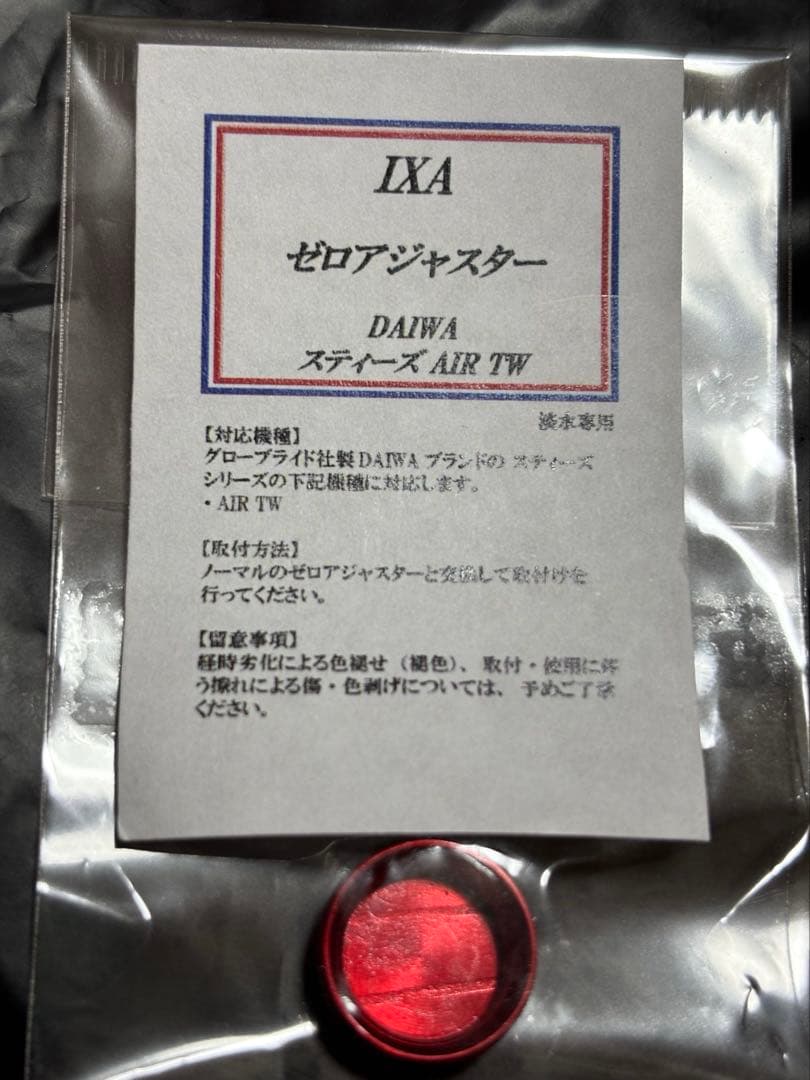 IXA
ゼロアジャスター
DAIWA
スティーズ AIR TW
淡水専用
【対応機種】
グローブライド社製 DAIWA ブランドの スティーズ
シリーズの下記機種に対応します。
・AIR TW
【取付方法】
ノーマルのゼロアジャスターと交換して取付けを
行ってください。
【留意事項】
経時劣化による色褪せ（褪色）、取付・使用に伴
う擦れによる傷・色剥げについては、予めご了承
ください。